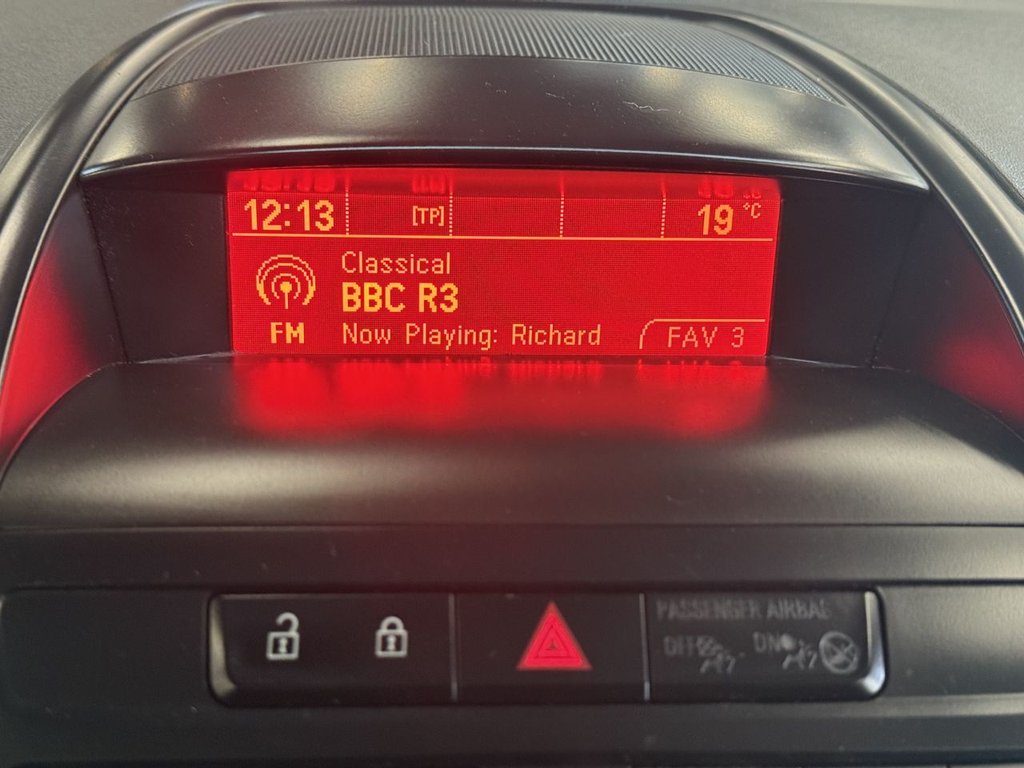 12:13 [TP] 19 °C
Classical
BBC R3
FM Now Playing: Richard FAV 3
PASSENGER AIRBAG
OFF ON